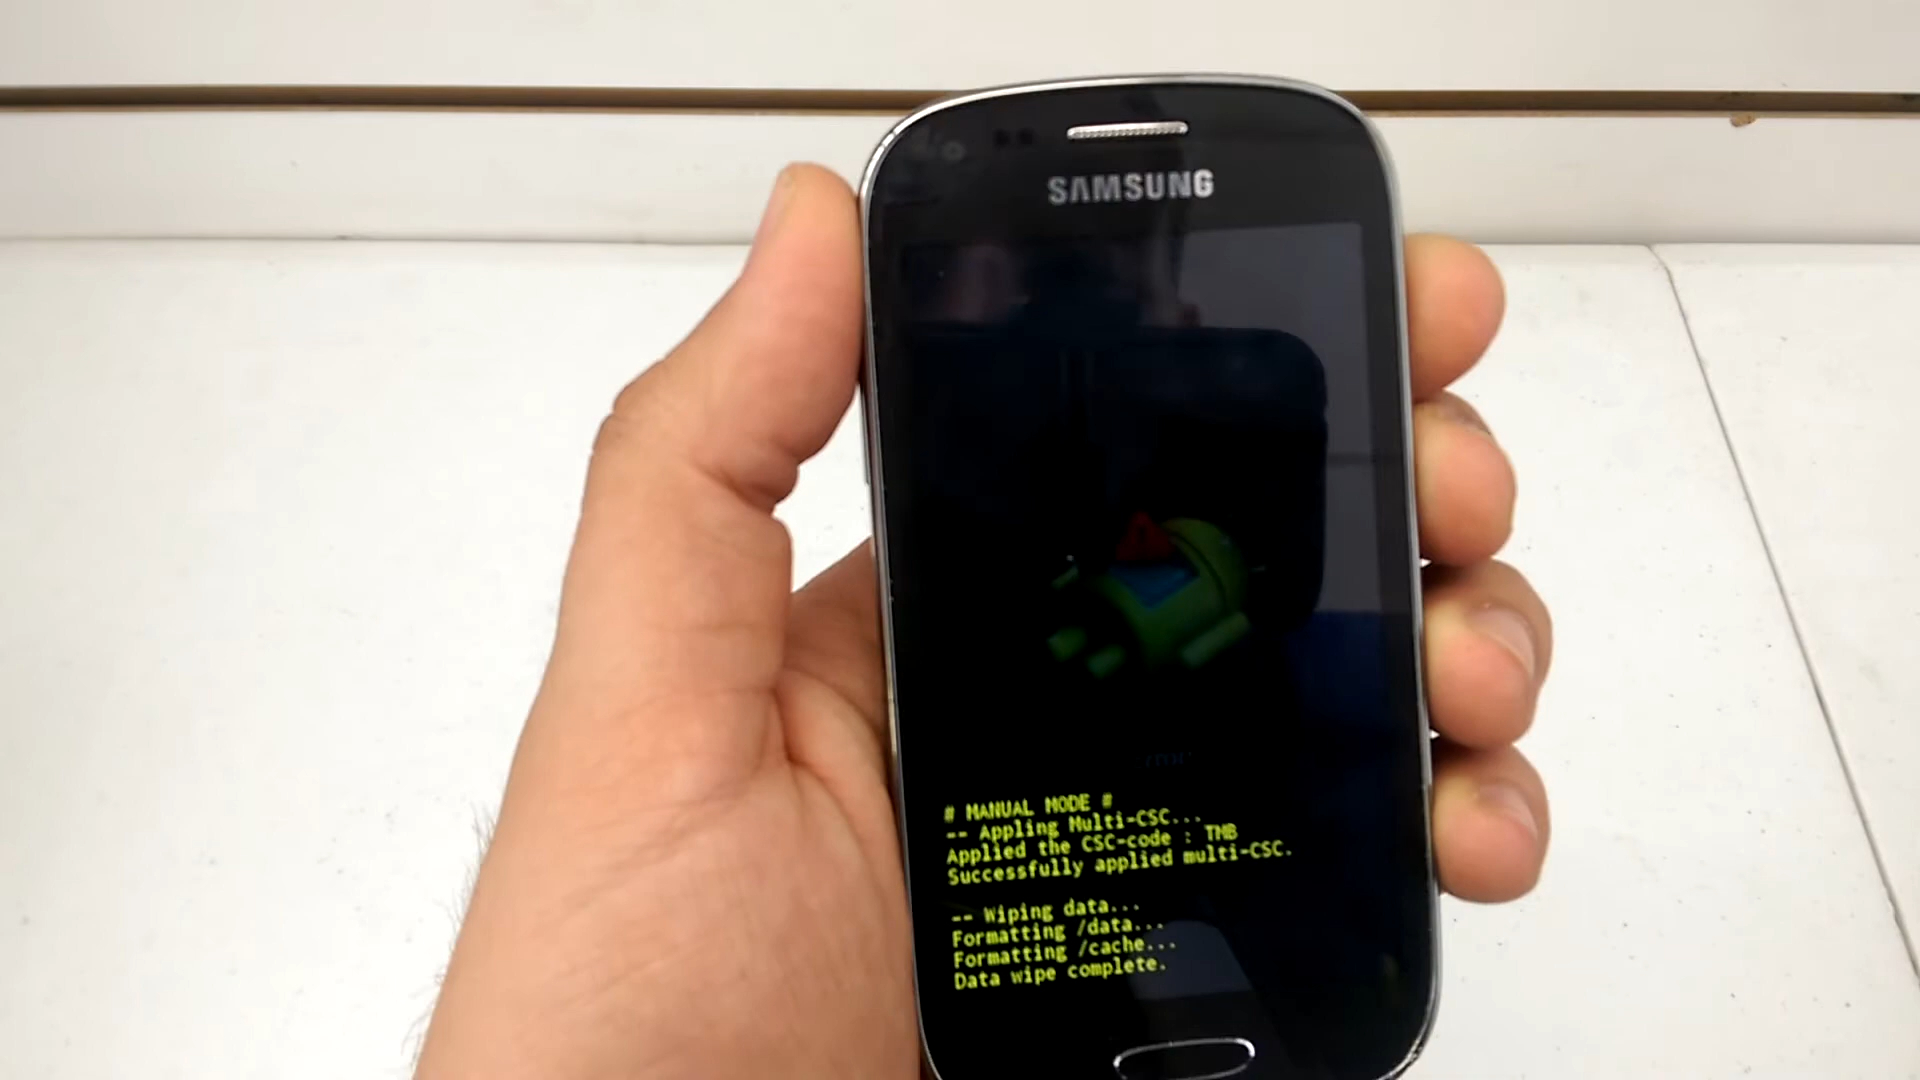 SAMSUNG
# MANUAL MODE #
-- Appling Multi-CSC...
Applied the CSC-code : TMB
Successfully applied multi-CSC.
-- Wiping data...
Formatting /data...
Formatting /cache...
Data wipe complete.